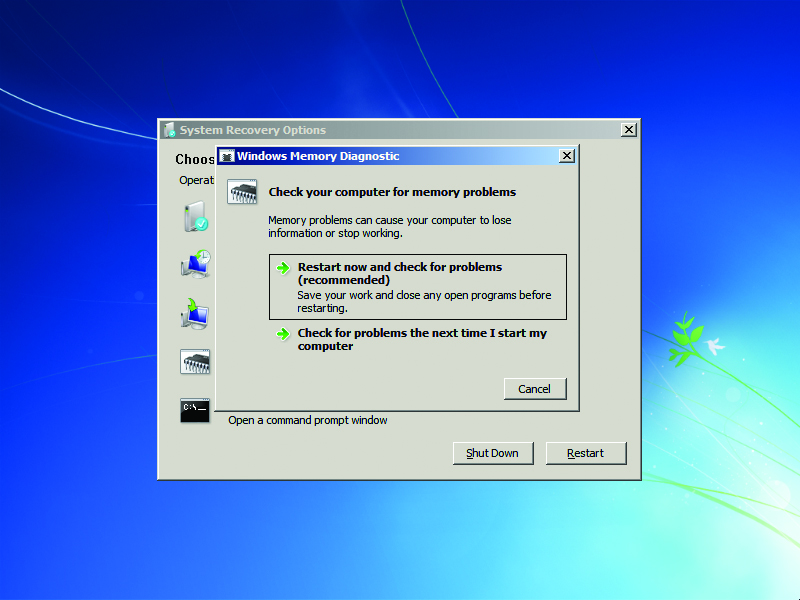 System Recovery Options
Choos
Windows Memory Diagnostic
Operat
Check your computer for memory problems
Memory problems can cause your computer to lose
information or stop working.
Restart now and check for problems
(recommended)
Save your work and close any open programs before
restarting.
Check for problems the next time I start my
computer
Cancel
C:\_
Open a command prompt window
Shut Down
Restart